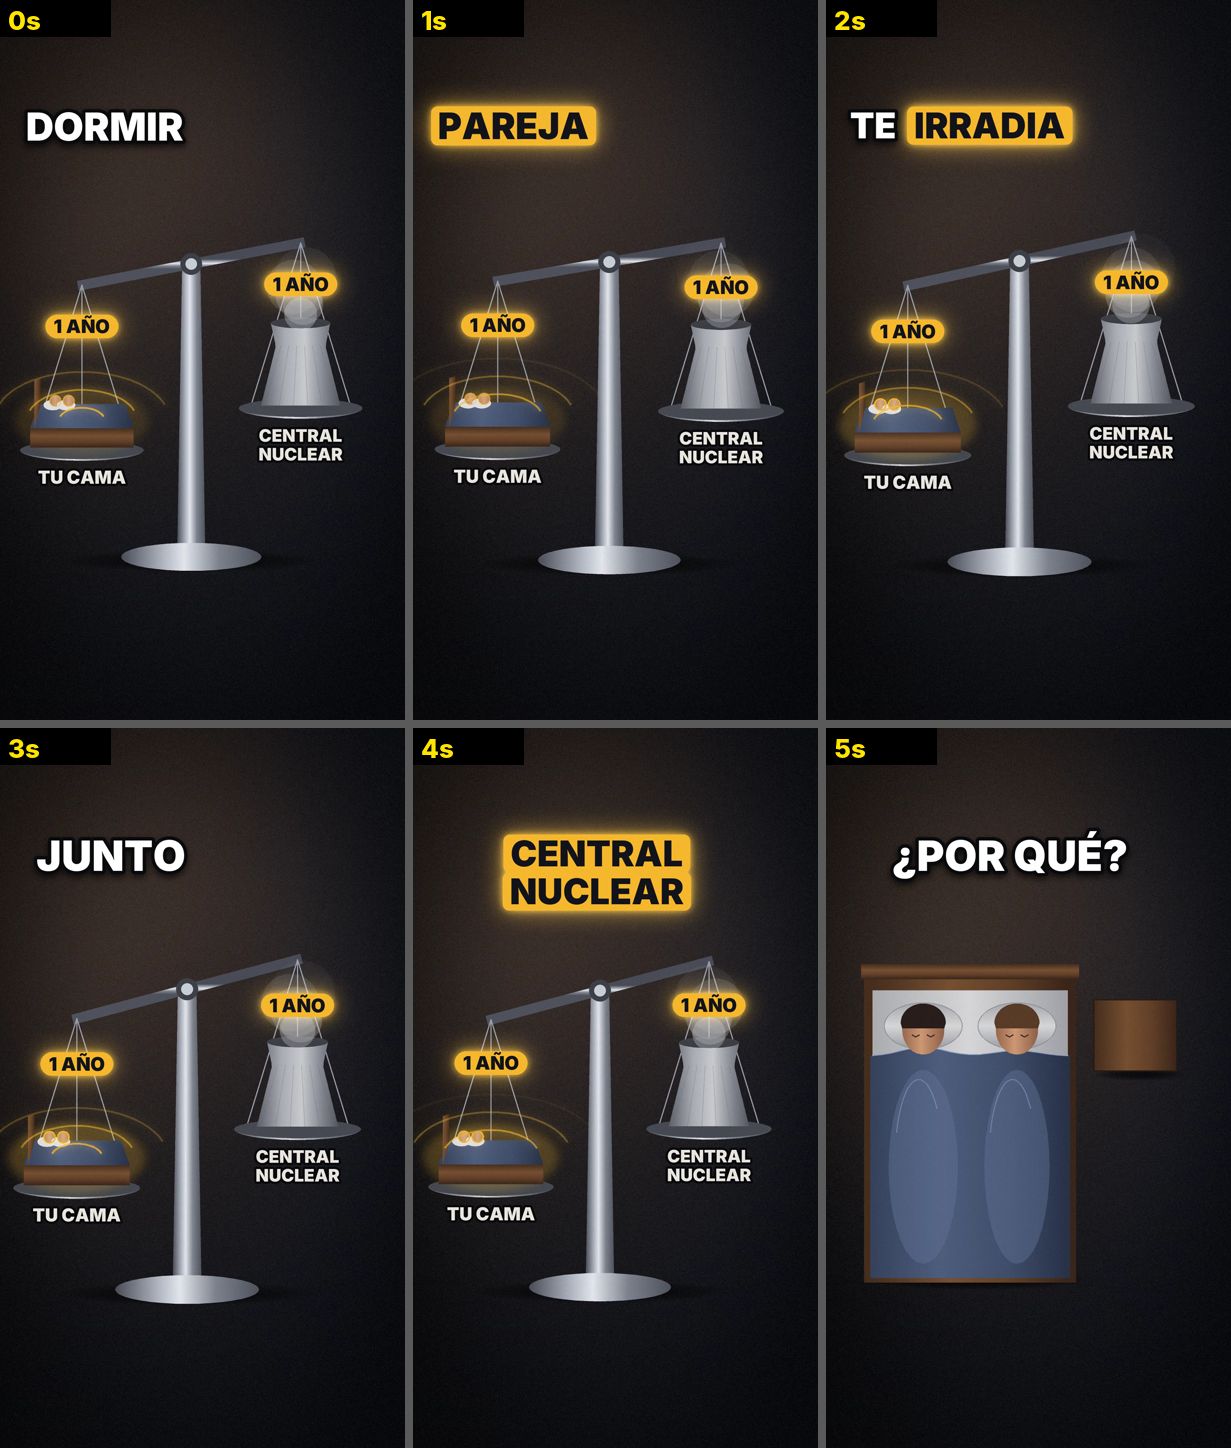 0s
DORMIR
1 AÑO
1 AÑO
TU CAMA
CENTRAL
NUCLEAR
1s
PAREJA
1 AÑO
1 AÑO
TU CAMA
CENTRAL
NUCLEAR
2s
TE IRRADIA
1 AÑO
1 AÑO
TU CAMA
CENTRAL
NUCLEAR
3s
JUNTO
1 AÑO
1 AÑO
TU CAMA
CENTRAL
NUCLEAR
4s
CENTRAL
NUCLEAR
1 AÑO
1 AÑO
TU CAMA
CENTRAL
NUCLEAR
5s
¿POR QUÉ?